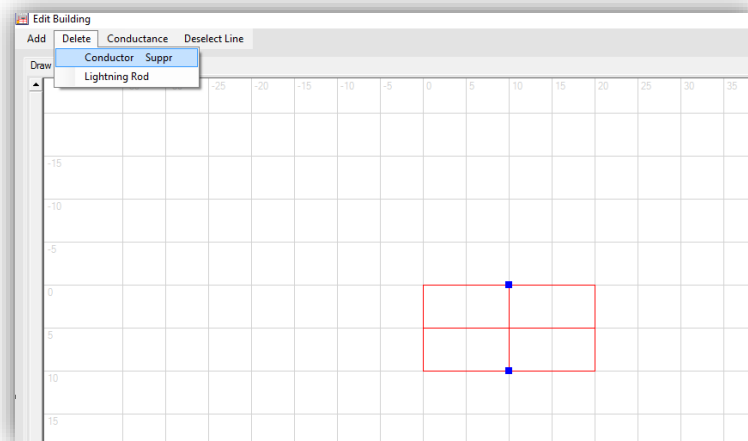 Edit Building
Add Delete Conductance Deselect Line
Conductor Suppr
Draw
Lightning Rod
-25 -20 -15 -10 -5 0 5 10 15 20 25 30 35
-15
-10
-5
0
5
10
15